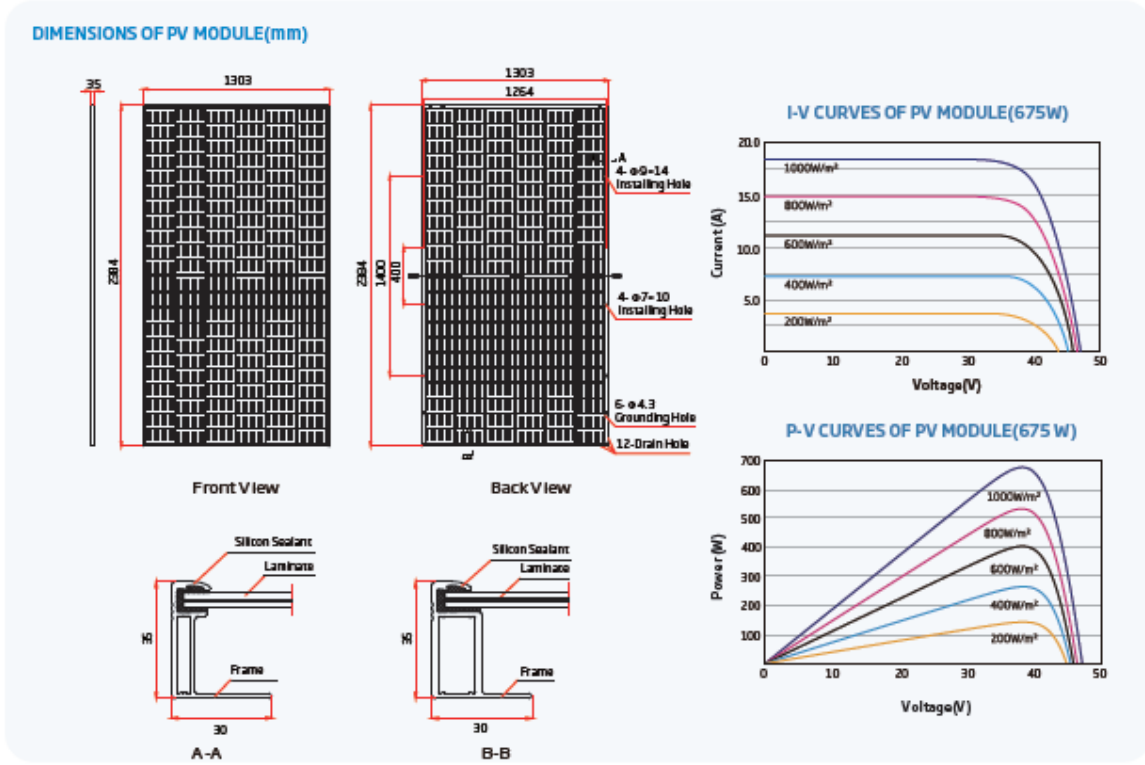 DIMENSIONS OF PV MODULE(mm)
35
1303
2384
Front View
1303
1264
2384
1400
400
A
4- ø9×14
Installing Hole
4- ø7×10
Installing Hole
6- ø4.3
Grounding Hole
12-Drain Hole
Back View
Silicon Sealant
Laminate
35
Frame
30
A-A
Silicon Sealant
Laminate
35
Frame
30
B-B
I-V CURVES OF PV MODULE(675W)
20.0
15.0
10.0
5.0
Current (A)
1000W/m²
800W/m²
600W/m²
400W/m²
200W/m²
0 10 20 30 40 50
Voltage(V)
P-V CURVES OF PV MODULE(675 W)
700
600
500
400
300
200
100
Power (W)
1000W/m²
800W/m²
600W/m²
400W/m²
200W/m²
0 10 20 30 40 50
Voltage(V)